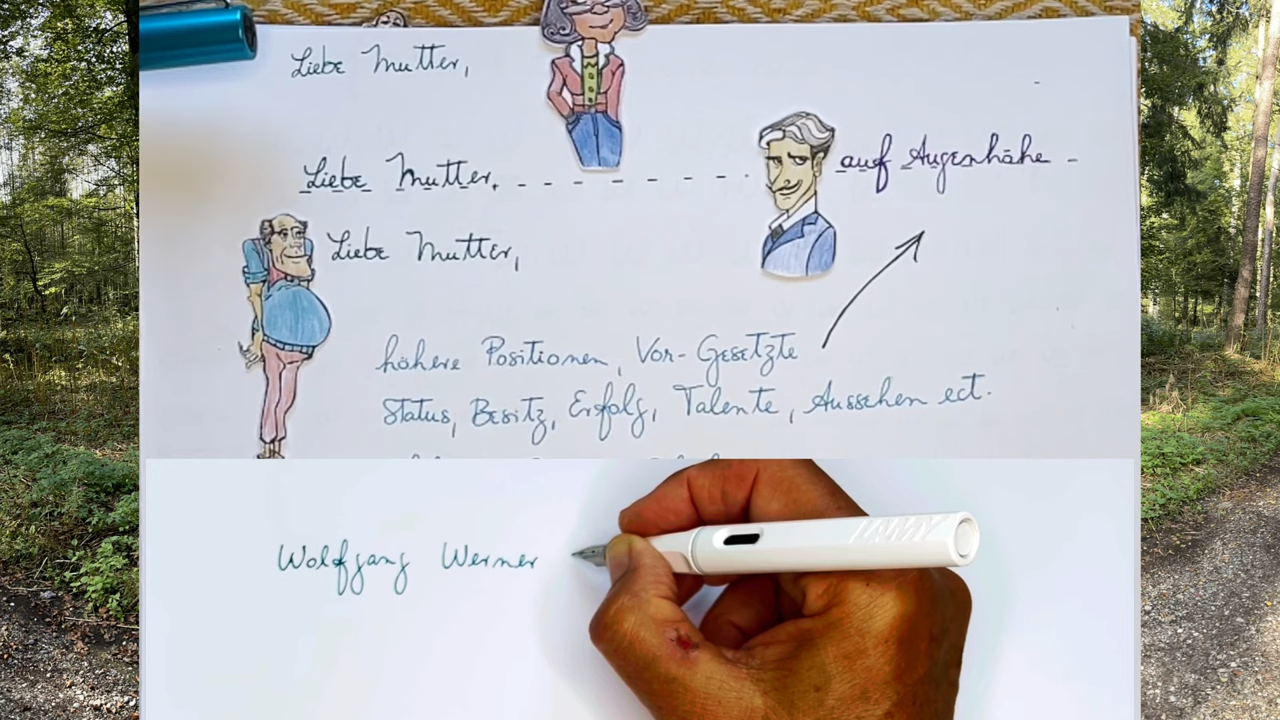 Liebe Mutter,
Liebe Mutter, auf Augenhöhe
Liebe Mutter,
höhere Positionen, Vor-Gesetzte
Status, Besitz, Erfolg, Talente, Aussehen ect.
Wolfgang Werner
LAMY